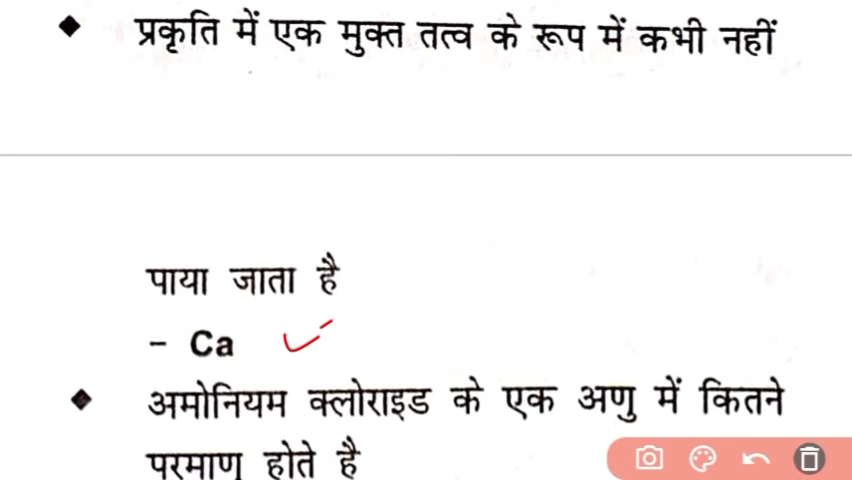 ◆ प्रकृति में एक मुक्त तत्व के रूप में कभी नहीं
पाया जाता है
– Ca
◆ अमोनियम क्लोराइड के एक अणु में कितने
परमाणु होते है